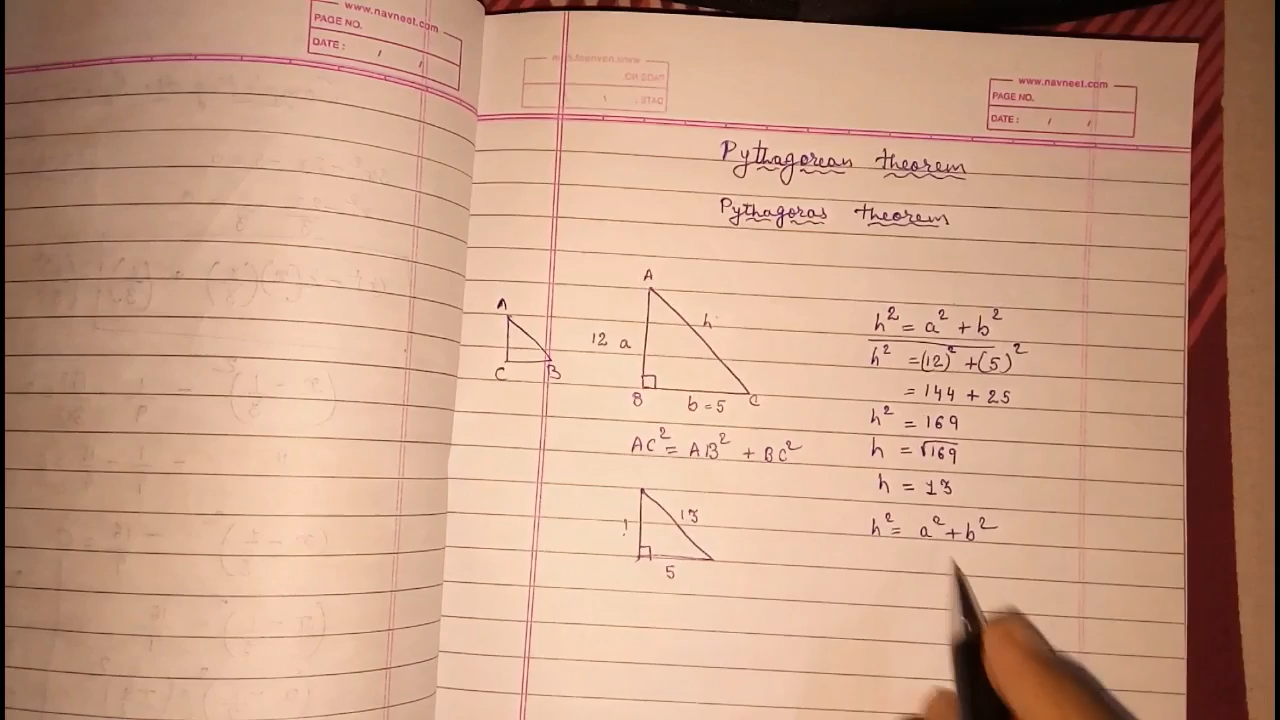 www.navneet.com
PAGE NO.
DATE : / /
www.navneet.com
PAGE NO.
DATE : / /
Pythagorean theorem
Pythagoras theorem
A
C
B
A
12 a
h
B
b = 5
C
AC² = AB² + BC²
13
5
h² = a² + b²
h² = (12)² + (5)²
= 144 + 25
h² = 169
h = √169
h = 13
h² = a² + b²